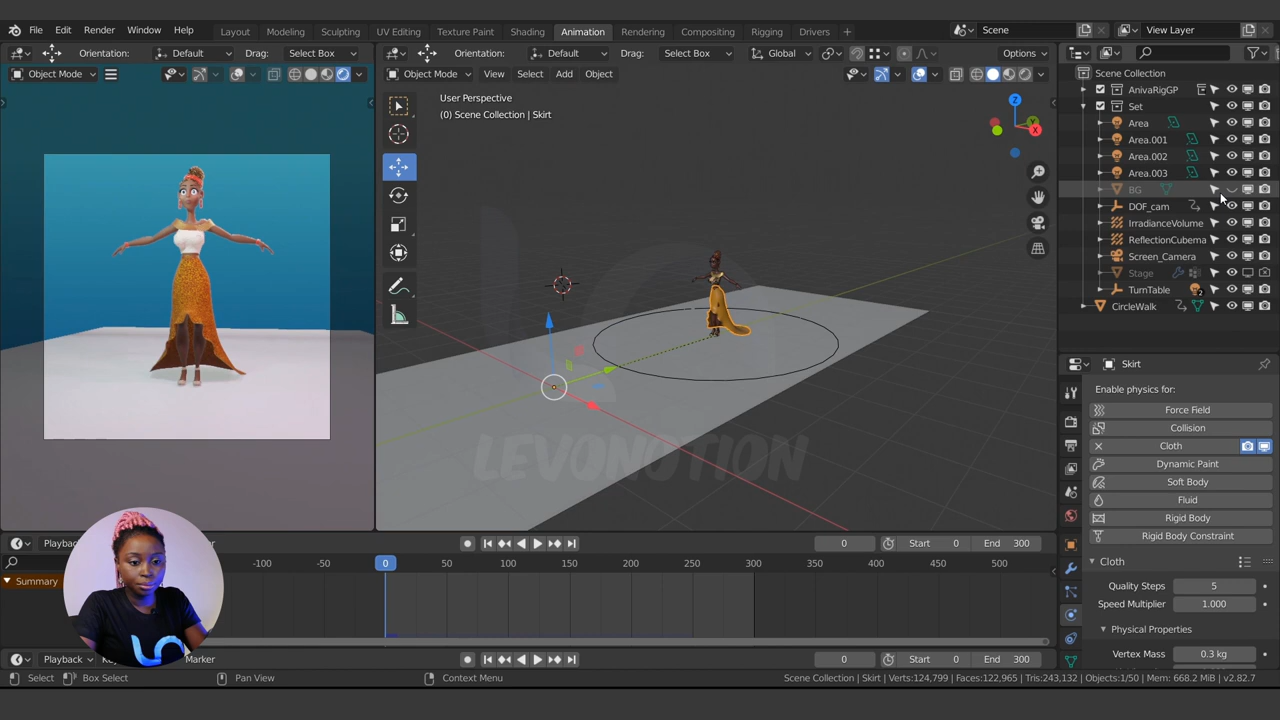 File Edit Render Window Help Layout Modeling Sculpting UV Editing Texture Paint Shading Animation Rendering Compositing Rigging Drivers + Scene View Layer
Orientation: Default Drag: Select Box
Orientation: Default Drag: Select Box Global Options
Object Mode
Object Mode View Select Add Object
User Perspective
(0) Scene Collection | Skirt
Z
X
Scene Collection
AnivaRigGP
Set
Area
Area.001
Area.002
Area.003
BG
DOF_cam
IrradianceVolume
ReflectionCubema
Screen_Camera
Stage
TurnTable
2
CircleWalk
LEVONOTION
Skirt
Enable physics for:
Force Field
Collision
Cloth
Dynamic Paint
Soft Body
Fluid
Rigid Body
Rigid Body Constraint
Cloth
Quality Steps 5
Speed Multiplier 1.000
Physical Properties
Vertex Mass 0.3 kg
Playback 0 Start 0 End 300
-100 -50 0 50 100 150 200 250 300 350 400 450 500
Summary
Playback Marker 0 Start 0 End 300
Select Box Select Pan View Context Menu
Scene Collection | Skirt | Verts:124,799 | Faces:122,965 | Tris:243,132 | Objects:1/50 | Mem: 668.2 MiB | v2.82.7